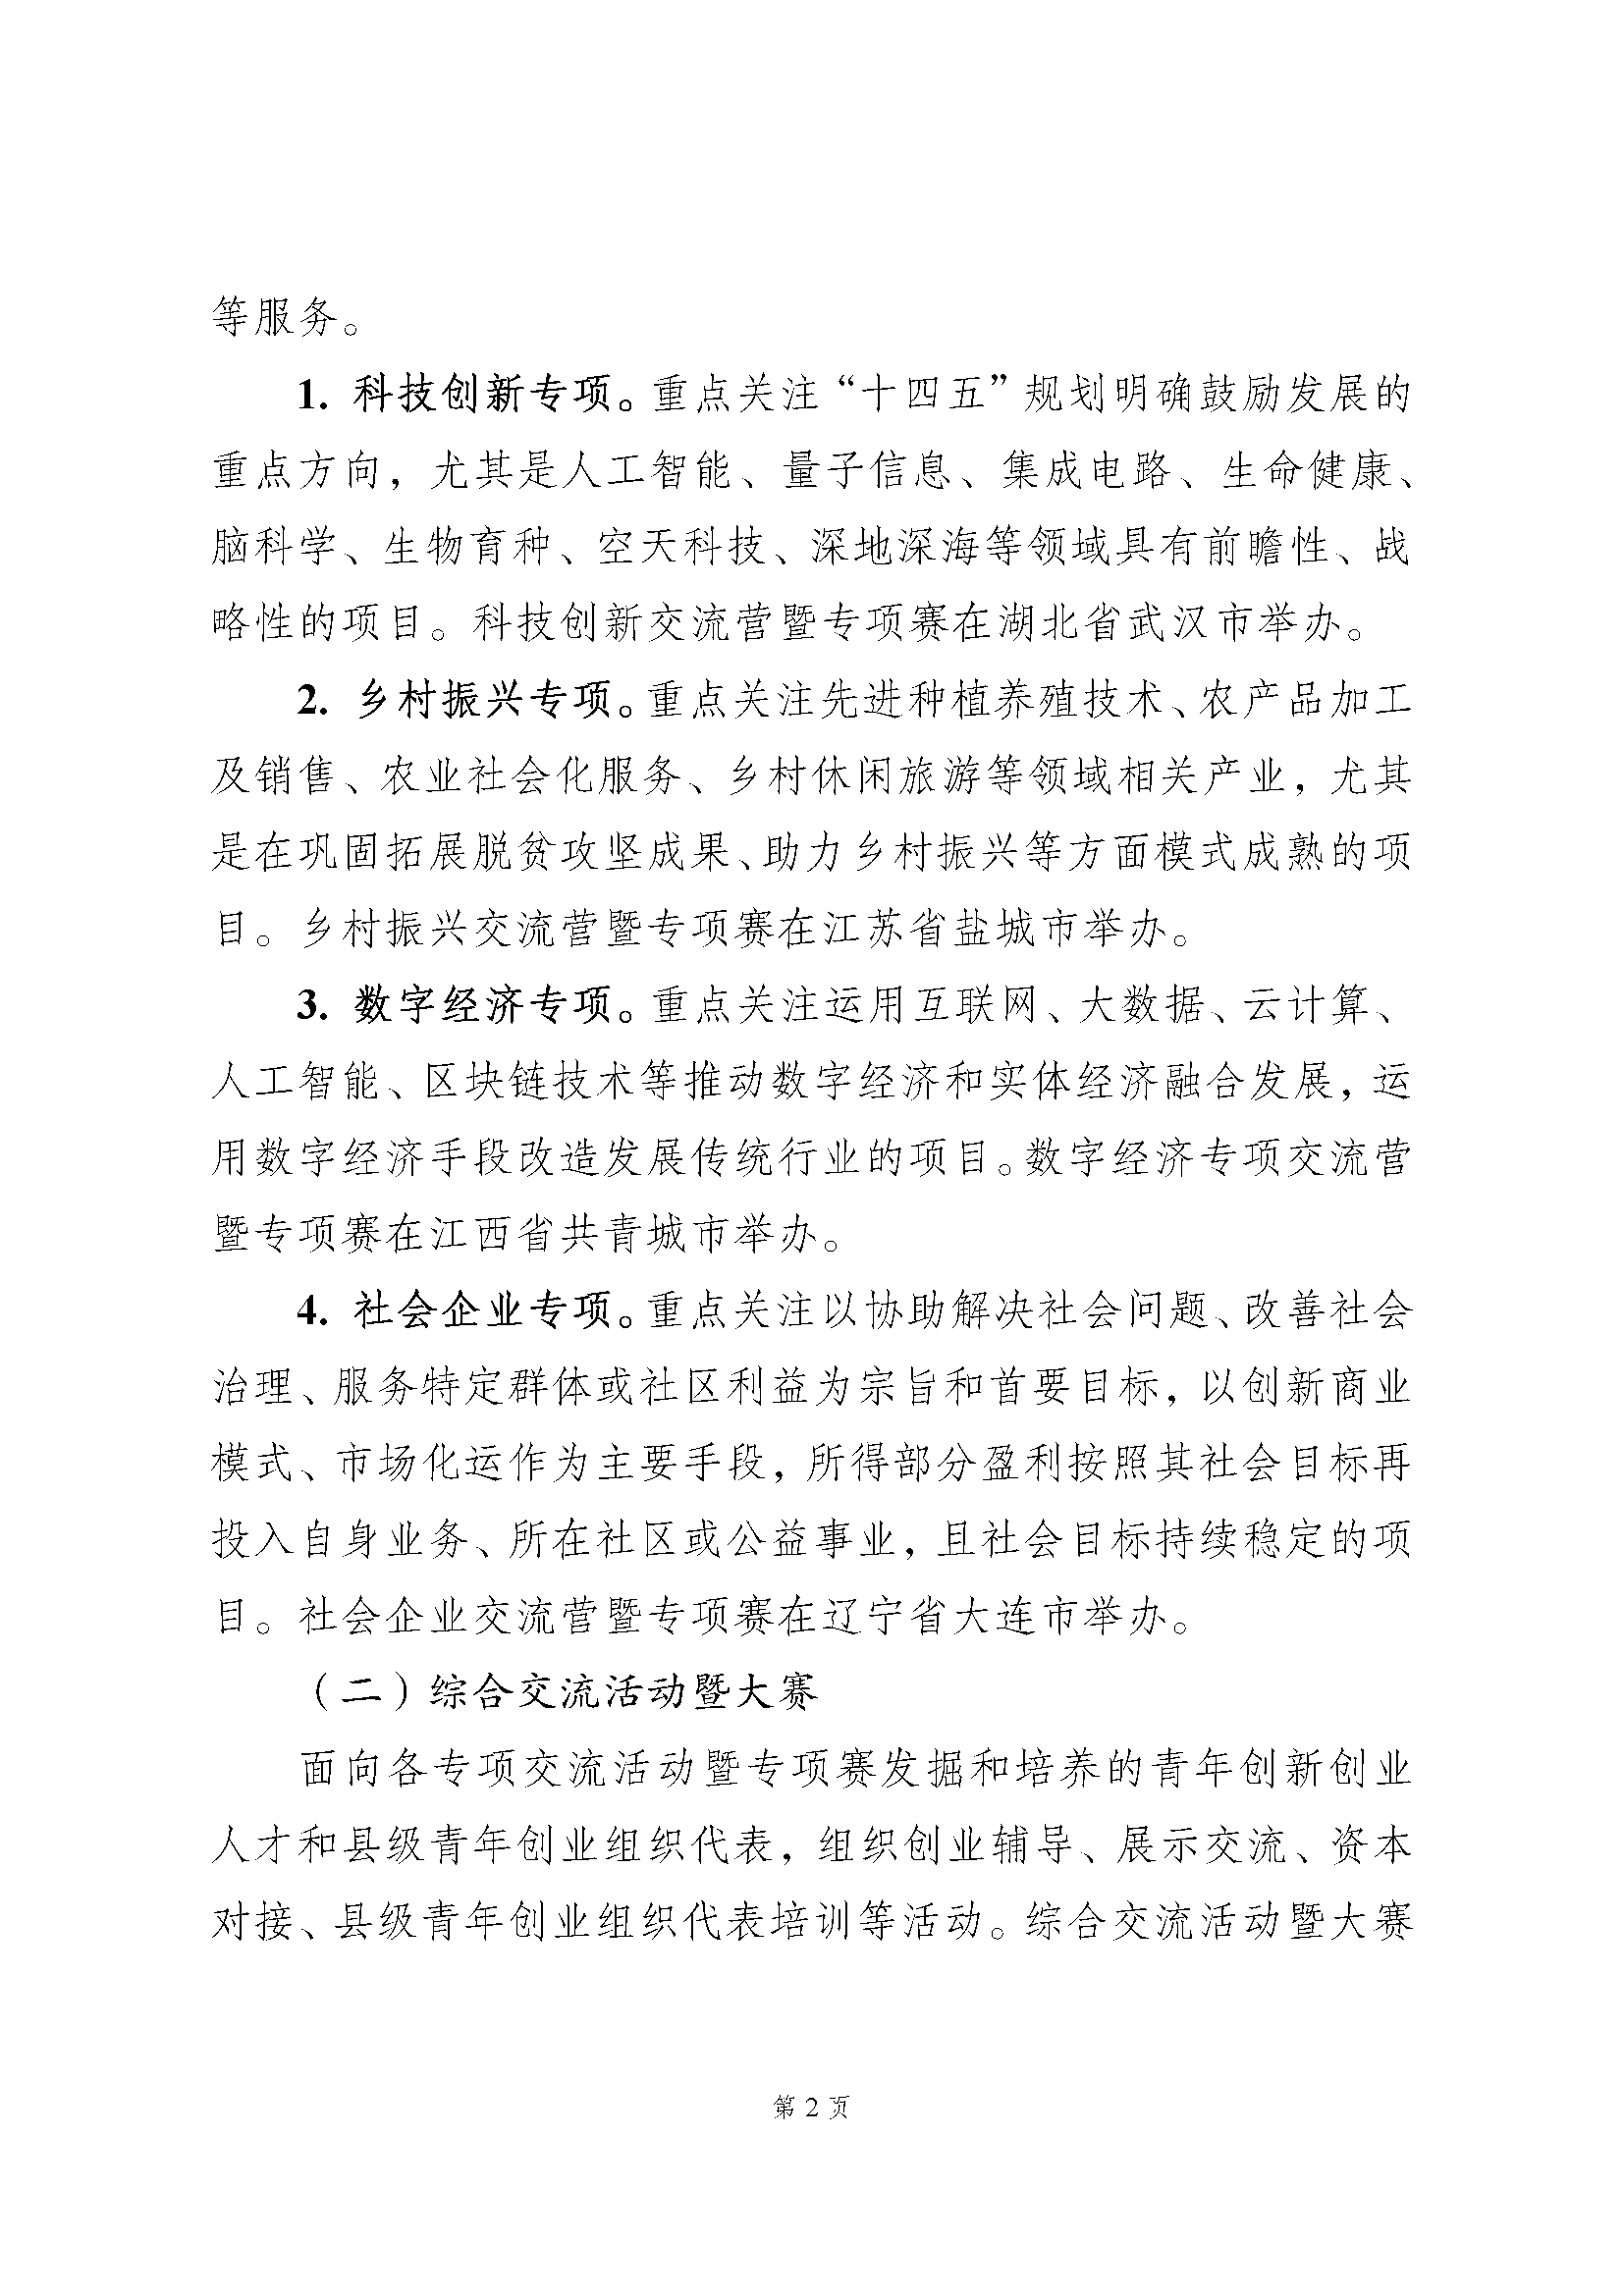 等服务。
1. 科技创新专项。重点关注“十四五”规划明确鼓励发展的
重点方向，尤其是人工智能、量子信息、集成电路、生命健康、
脑科学、生物育种、空天科技、深地深海等领域具有前瞻性、战
略性的项目。科技创新交流营暨专项赛在湖北省武汉市举办。
2. 乡村振兴专项。重点关注先进种植养殖技术、农产品加工
及销售、农业社会化服务、乡村休闲旅游等领域相关产业，尤其
是在巩固拓展脱贫攻坚成果、助力乡村振兴等方面模式成熟的项
目。乡村振兴交流营暨专项赛在江苏省盐城市举办。
3. 数字经济专项。重点关注运用互联网、大数据、云计算、
人工智能、区块链技术等推动数字经济和实体经济融合发展，运
用数字经济手段改造发展传统行业的项目。数字经济专项交流营
暨专项赛在江西省共青城市举办。
4. 社会企业专项。重点关注以协助解决社会问题、改善社会
治理、服务特定群体或社区利益为宗旨和首要目标，以创新商业
模式、市场化运作为主要手段，所得部分盈利按照其社会目标再
投入自身业务、所在社区或公益事业，且社会目标持续稳定的项
目。社会企业交流营暨专项赛在辽宁省大连市举办。
（二）综合交流活动暨大赛
面向各专项交流活动暨专项赛发掘和培养的青年创新创业
人才和县级青年创业组织代表，组织创业辅导、展示交流、资本
对接、县级青年创业组织代表培训等活动。综合交流活动暨大赛
第 2 页